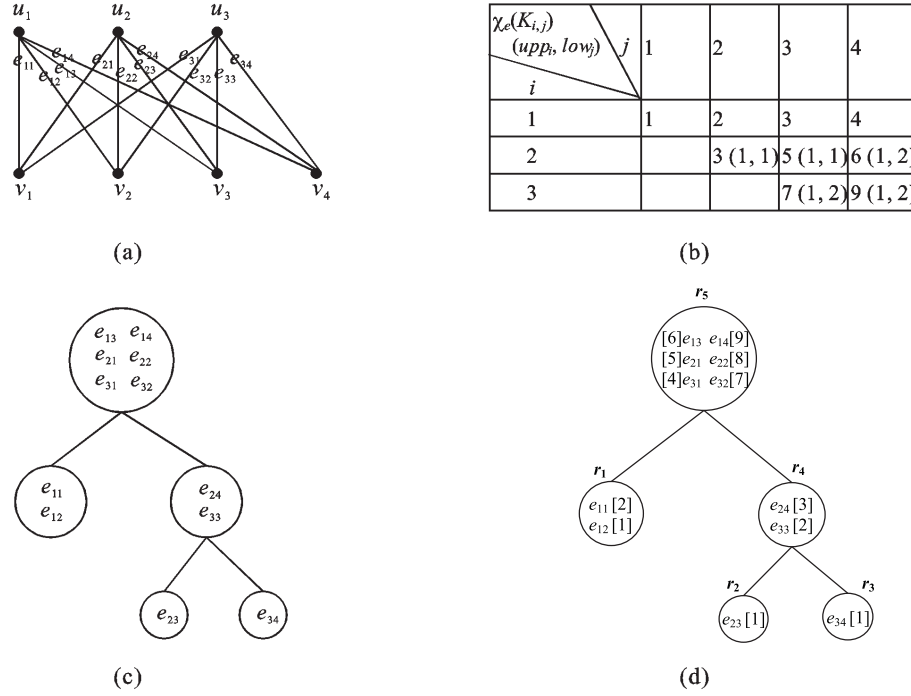 u₁ u₂ u₃
e₁₁ e₁₂ e₁₃ e₁₄ e₂₁ e₂₂ e₂₃ e₂₄ e₃₁ e₃₂ e₃₃ e₃₄
v₁ v₂ v₃ v₄
(a)
χₑ(Kᵢ,ⱼ) (uppᵢ, lowⱼ) j i 1 2 3 4
1 1 2 3 4
2 3 (1, 1) 5 (1, 1) 6 (1, 2)
3 7 (1, 2) 9 (1, 2)
(b)
e₁₃ e₁₄
e₂₁ e₂₂
e₃₁ e₃₂
e₁₁
e₁₂
e₂₄
e₃₃
e₂₃ e₃₄
(c)
r₅
[6]e₁₃ e₁₄[9]
[5]e₂₁ e₂₂[8]
[4]e₃₁ e₃₂[7]
r₁
e₁₁[2]
e₁₂[1]
r₄
e₂₄[3]
e₃₃[2]
r₂ r₃
e₂₃[1] e₃₄[1]
(d)